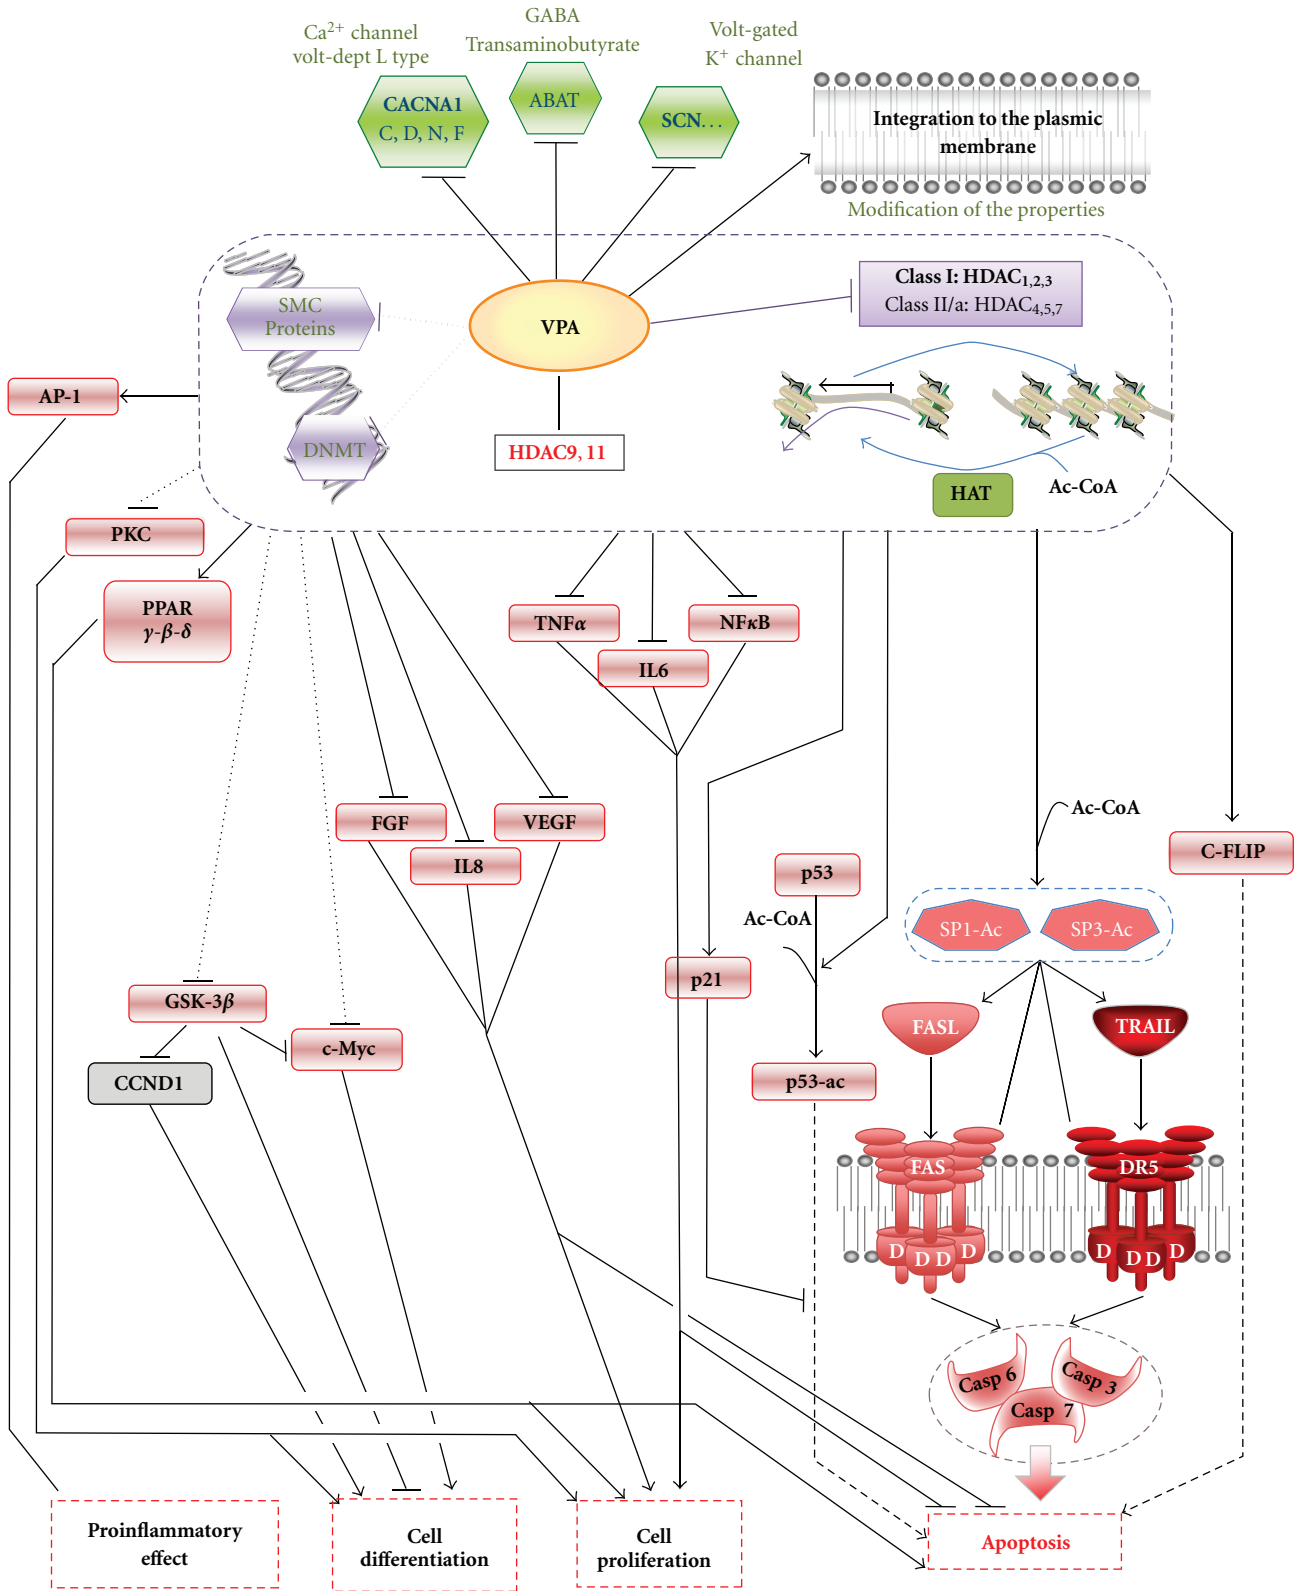 Ca²⁺ channel
volt-dept L type
GABA
Transaminobutyrate
Volt-gated
K⁺ channel
CACNA1
C, D, N, F
ABAT
SCN...
Integration to the plasmic
membrane
Modification of the properties
SMC
Proteins
VPA
Class I: HDAC₁,₂,₃
Class II/a: HDAC₄,₅,₇
AP-1
DNMT
HDAC9, 11
HAT
Ac-CoA
PKC
PPAR
γ-β-δ
TNFα
NFκB
IL6
FGF
VEGF
IL8
Ac-CoA
C-FLIP
p53
Ac-CoA
SP1-Ac
SP3-Ac
p21
GSK-3β
c-Myc
CCND1
FASL
TRAIL
p53-ac
FAS
DR5
D
D D
D
D
D D
D
Casp 6
Casp 3
Casp 7
Proinflammatory
effect
Cell
differentiation
Cell
proliferation
Apoptosis